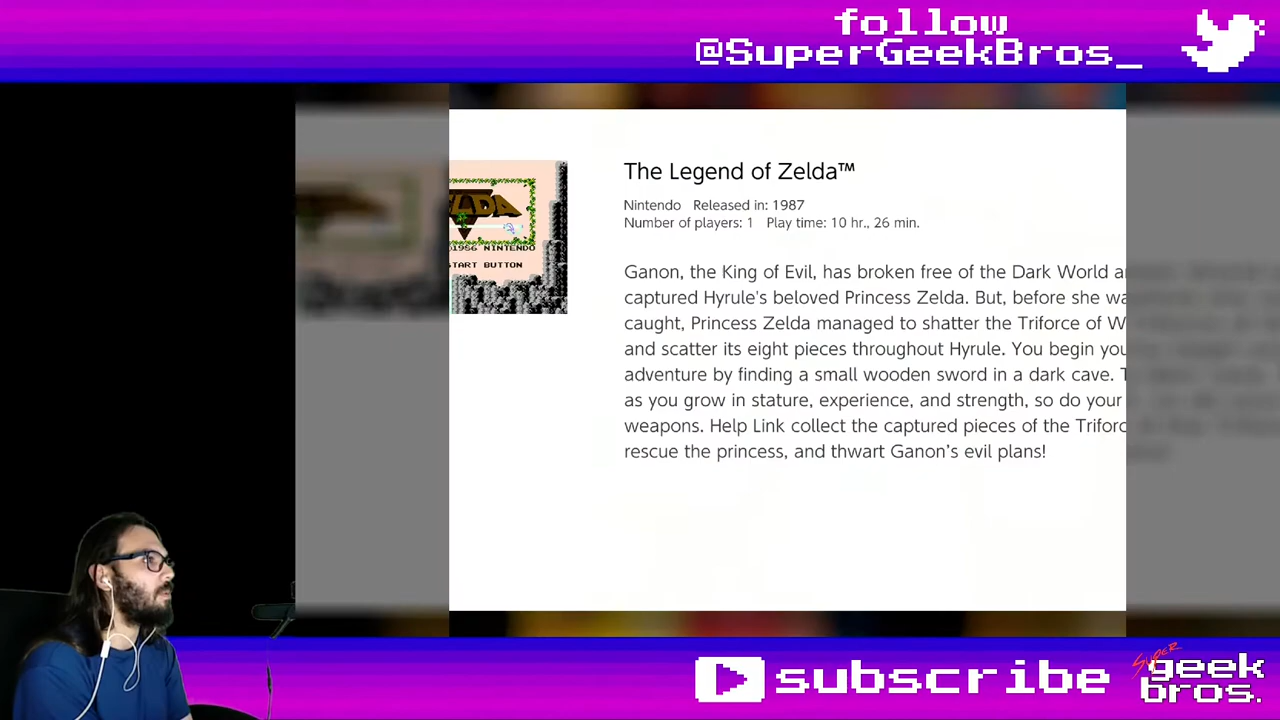 follow
@SuperGeekBros_
The Legend of Zelda™
Nintendo Released in: 1987
Number of players: 1 Play time: 10 hr., 26 min.
©1986 NINTENDO
START BUTTON
Ganon, the King of Evil, has broken free of the Dark World
captured Hyrule's beloved Princess Zelda. But, before she
caught, Princess Zelda managed to shatter the Triforce of
and scatter its eight pieces throughout Hyrule. You begin
adventure by finding a small wooden sword in a dark cave.
as you grow in stature, experience, and strength, so do your
weapons. Help Link collect the captured pieces of the
rescue the princess, and thwart Ganon's evil plans!
subscribe
SUPER
geek
bros.